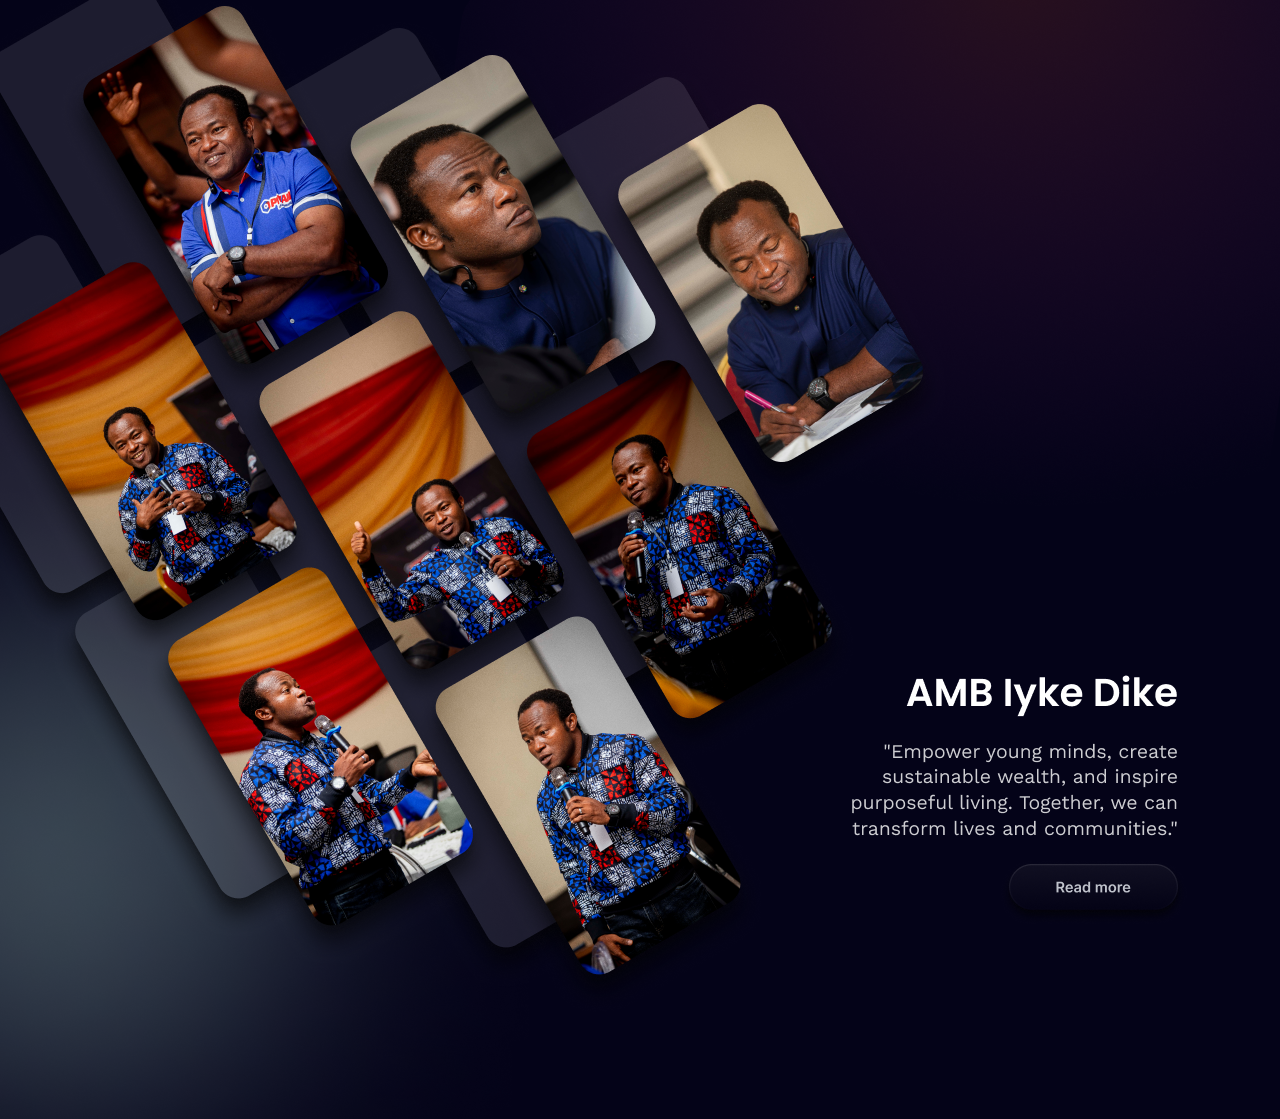 AMB Iyke Dike
"Empower young minds, create
sustainable wealth, and inspire
purposeful living. Together, we can
transform lives and communities."
Read more